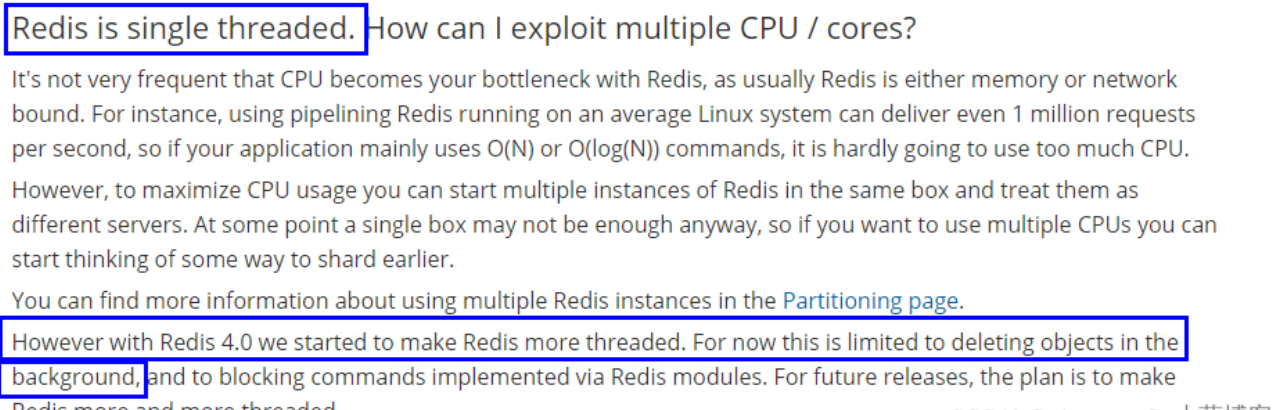 Redis is single threaded. How can I exploit multiple CPU / cores?
It's not very frequent that CPU becomes your bottleneck with Redis, as usually Redis is either memory or network
bound. For instance, using pipelining Redis running on an average Linux system can deliver even 1 million requests
per second, so if your application mainly uses O(N) or O(log(N)) commands, it is hardly going to use too much CPU.
However, to maximize CPU usage you can start multiple instances of Redis in the same box and treat them as
different servers. At some point a single box may not be enough anyway, so if you want to use multiple CPUs you can
start thinking of some way to shard earlier.
You can find more information about using multiple Redis instances in the Partitioning page.
However with Redis 4.0 we started to make Redis more threaded. For now this is limited to deleting objects in the
background, and to blocking commands implemented via Redis modules. For future releases, the plan is to make
Redis more and more threaded